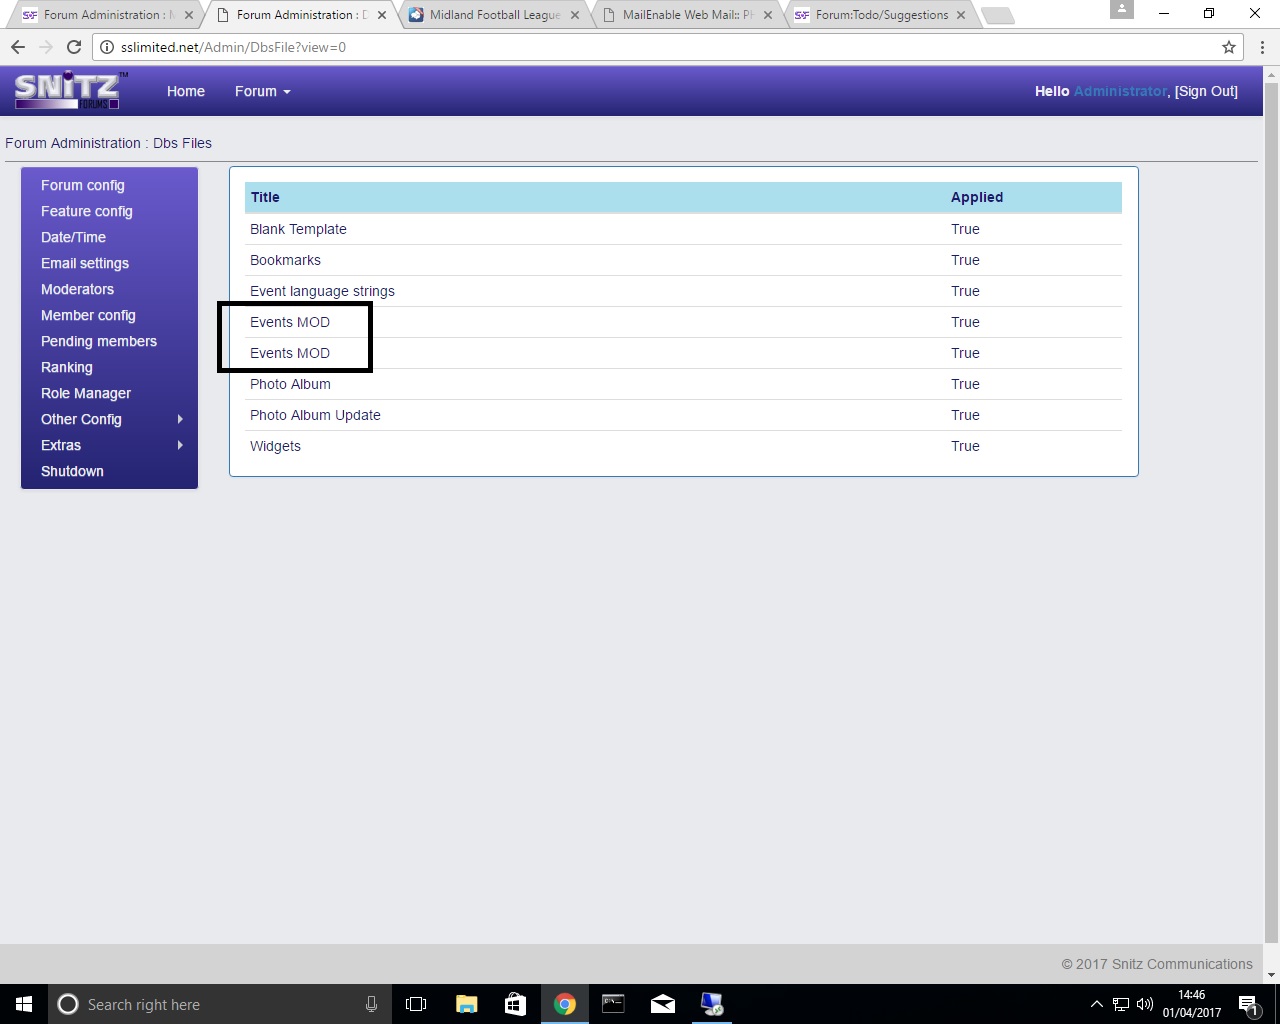 Forum Administration : M
Forum Administration : D
Midland Football League
MailEnable Web Mail:: P
Forum:Todo/Suggestions
sslimited.net/Admin/DbsFile?view=0
SNiTZ™
FORUMS
Home
Forum
Hello Administrator, [Sign Out]
Forum Administration : Dbs Files
Forum config
Feature config
Date/Time
Email settings
Moderators
Member config
Pending members
Ranking
Role Manager
Other Config
Extras
Shutdown
Title Applied
Blank Template True
Bookmarks True
Event language strings True
Events MOD True
Events MOD True
Photo Album True
Photo Album Update True
Widgets True
© 2017 Snitz Communications
Search right here
14:46
01/04/2017
1